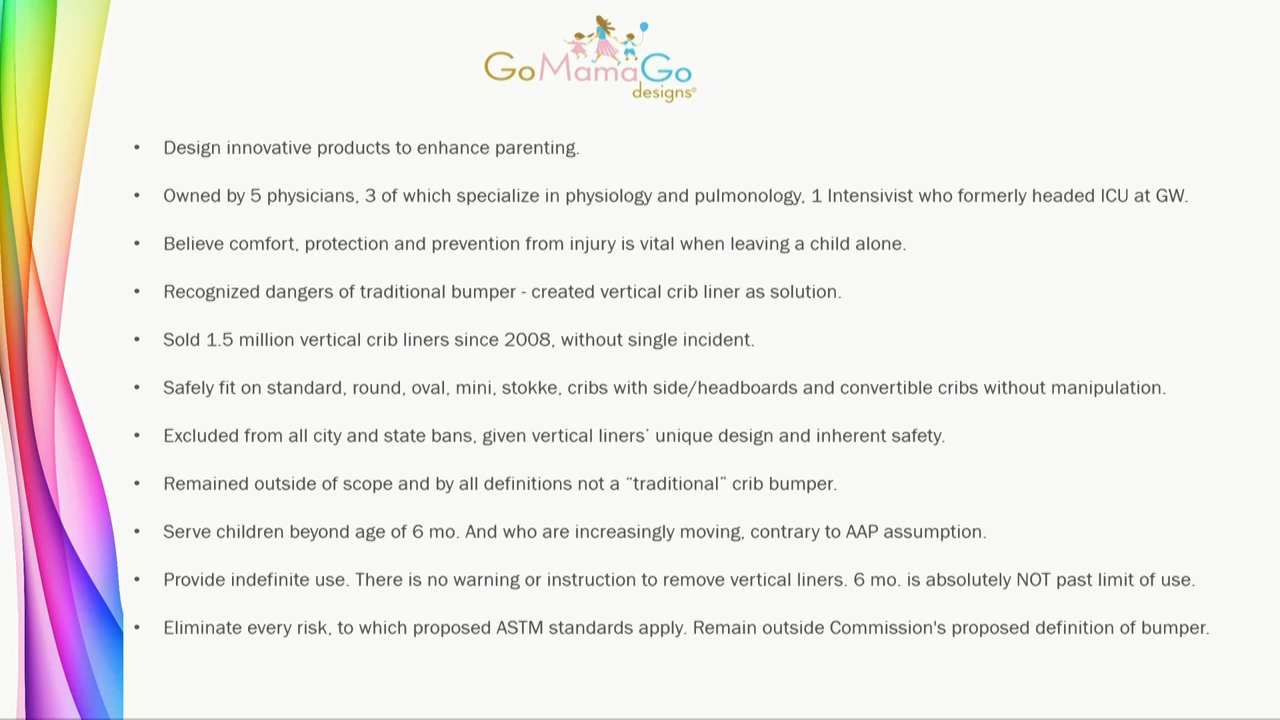 GoMamaGo
designs®
• Design innovative products to enhance parenting.
• Owned by 5 physicians, 3 of which specialize in physiology and pulmonology, 1 Intensivist who formerly headed ICU at GW.
• Believe comfort, protection and prevention from injury is vital when leaving a child alone.
• Recognized dangers of traditional bumper - created vertical crib liner as solution.
• Sold 1.5 million vertical crib liners since 2008, without single incident.
• Safely fit on standard, round, oval, mini, stokke, cribs with side/headboards and convertible cribs without manipulation.
• Excluded from all city and state bans, given vertical liners’ unique design and inherent safety.
• Remained outside of scope and by all definitions not a “traditional” crib bumper.
• Serve children beyond age of 6 mo. And who are increasingly moving, contrary to AAP assumption.
• Provide indefinite use. There is no warning or instruction to remove vertical liners. 6 mo. is absolutely NOT past limit of use.
• Eliminate every risk, to which proposed ASTM standards apply. Remain outside Commission's proposed definition of bumper.